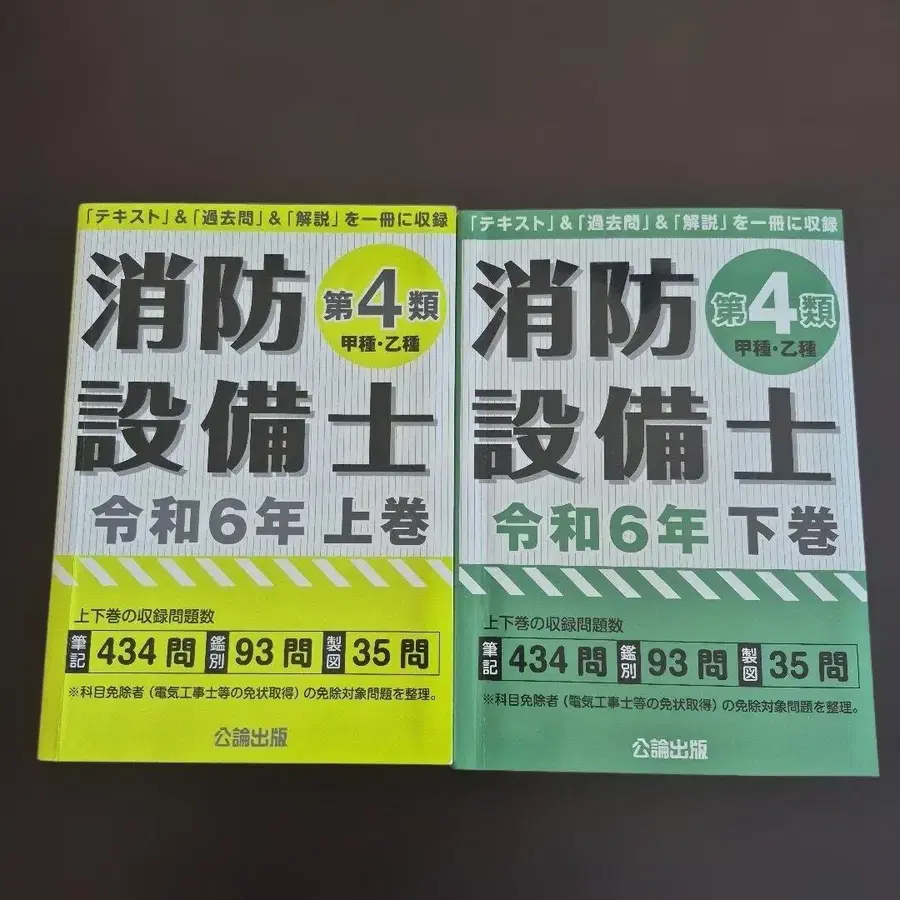 「テキスト」&「過去問」&「解説」を一冊に収録
消防
第4類
甲種・乙種
設備士
令和6年 上巻
上下巻の収録問題数
筆記 434問 鑑別 93問 製図 35問
※科目免除者(電気工事士等の免状取得)の免除対象問題を整理。
公論出版
「テキスト」&「過去問」&「解説」を一冊に収録
消防
第4類
甲種・乙種
設備士
令和6年 下巻
上下巻の収録問題数
筆記 434問 鑑別 93問 製図 35問
※科目免除者(電気工事士等の免状取得)の免除対象問題を整理。
公論出版